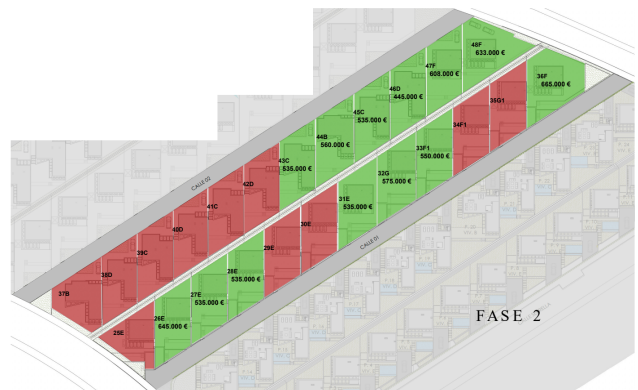 48F
633.000 €
47F
608.000 €
46D
445.000 €
45C
535.000 €
44B
560.000 €
43C
535.000 €
42D
41C
40D
39C
38D
37B
CALLE 02
36F
665.000 €
35G1
34F1
33F1
550.000 €
32G
575.000 €
31E
535.000 €
30E
29E
28E
535.000 €
27E
535.000 €
26E
645.000 €
25E
CALLE 01
FASE 2